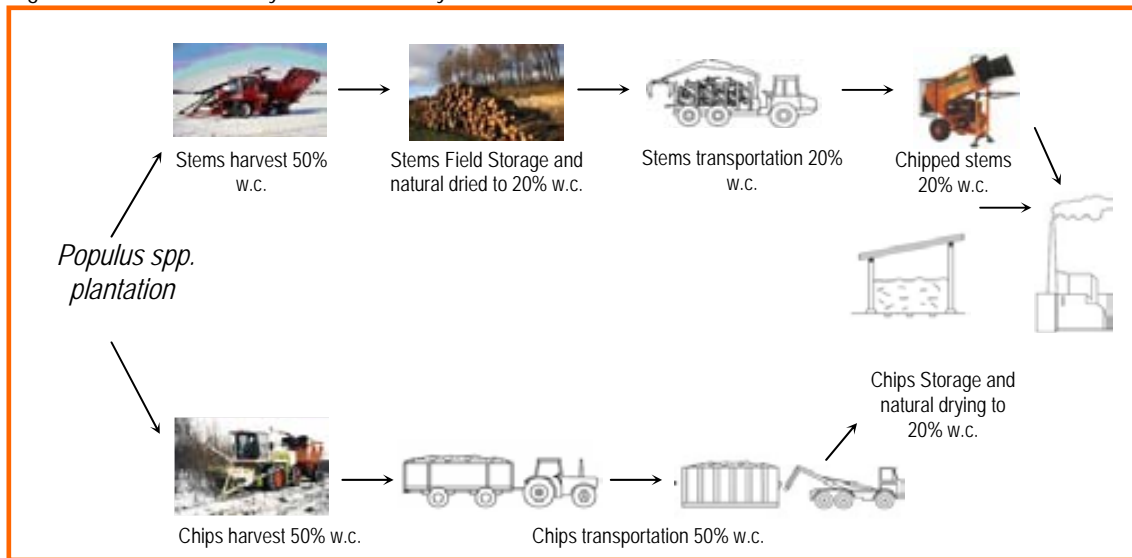 Stems harvest 50%
w.c.
Stems Field Storage and
natural dried to 20% w.c.
Stems transportation 20%
w.c.
Chipped stems
20% w.c.
Populus spp.
plantation
Chips Storage and
natural drying to
20% w.c.
Chips harvest 50% w.c.
Chips transportation 50% w.c.